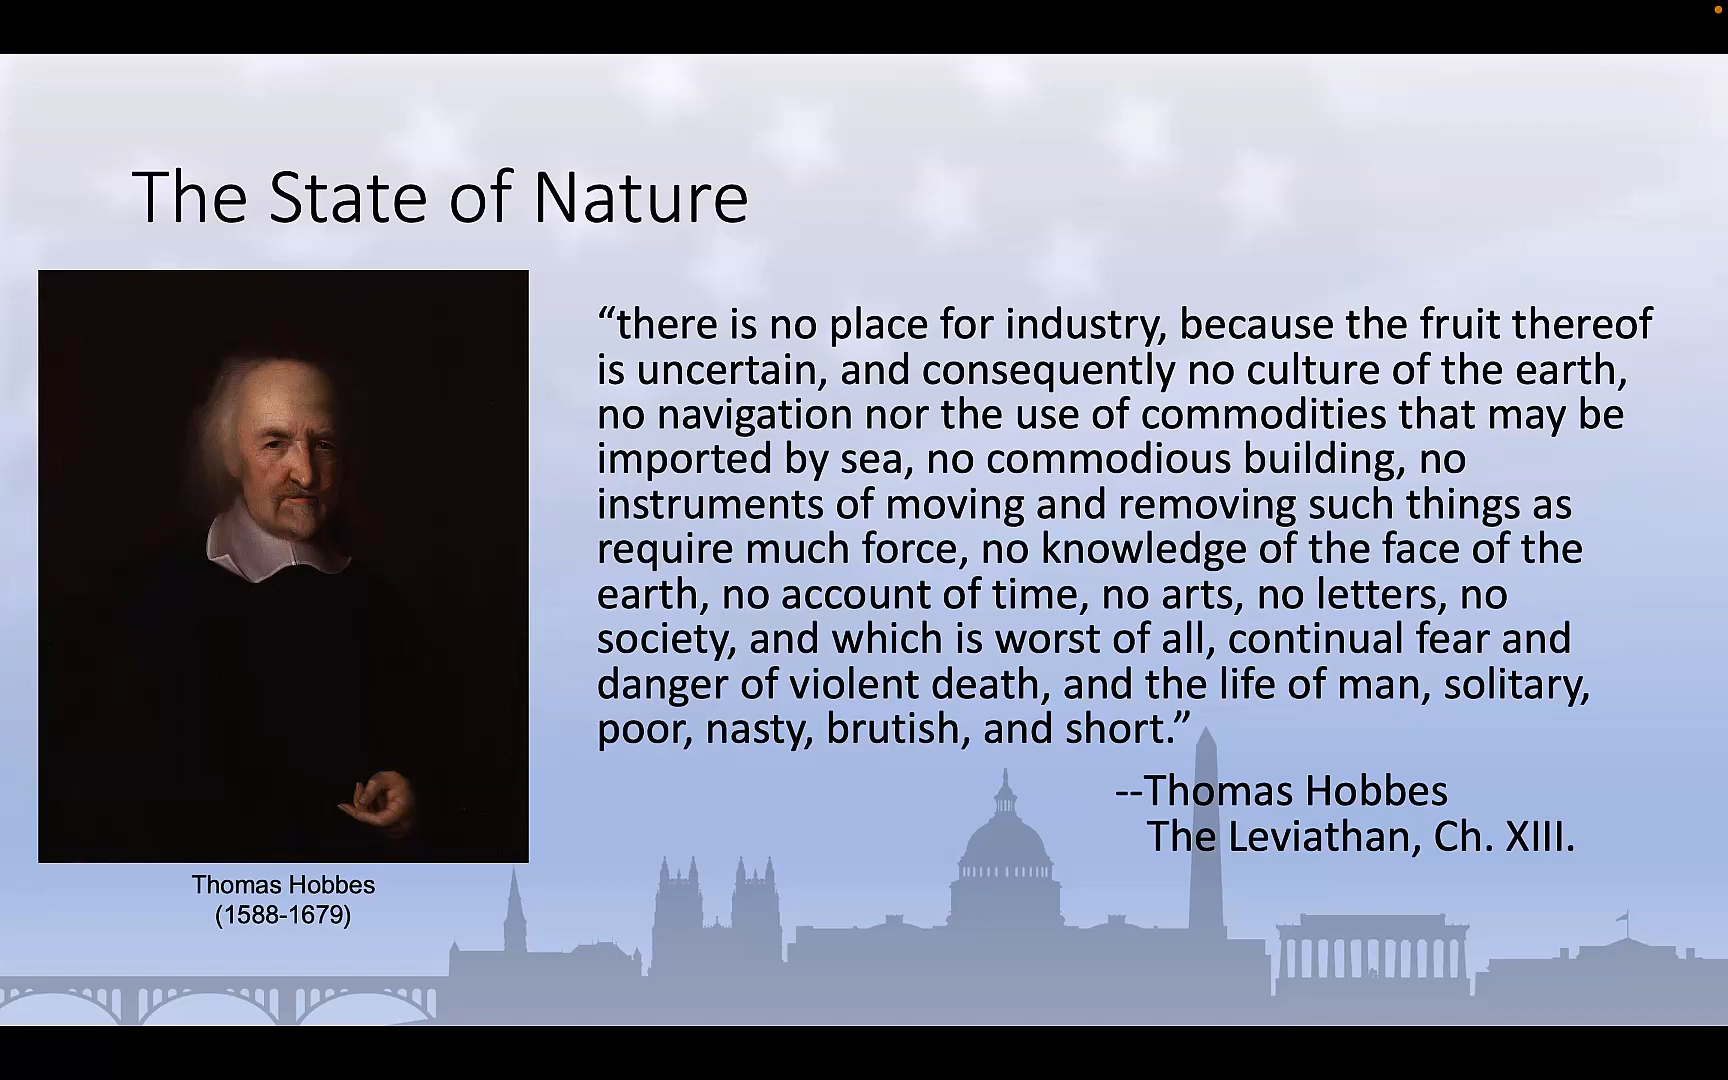 The State of Nature
“there is no place for industry, because the fruit thereof
is uncertain, and consequently no culture of the earth,
no navigation nor the use of commodities that may be
imported by sea, no commodious building, no
instruments of moving and removing such things as
require much force, no knowledge of the face of the
earth, no account of time, no arts, no letters, no
society, and which is worst of all, continual fear and
danger of violent death, and the life of man, solitary,
poor, nasty, brutish, and short.”
--Thomas Hobbes
The Leviathan, Ch. XIII.
Thomas Hobbes
(1588-1679)